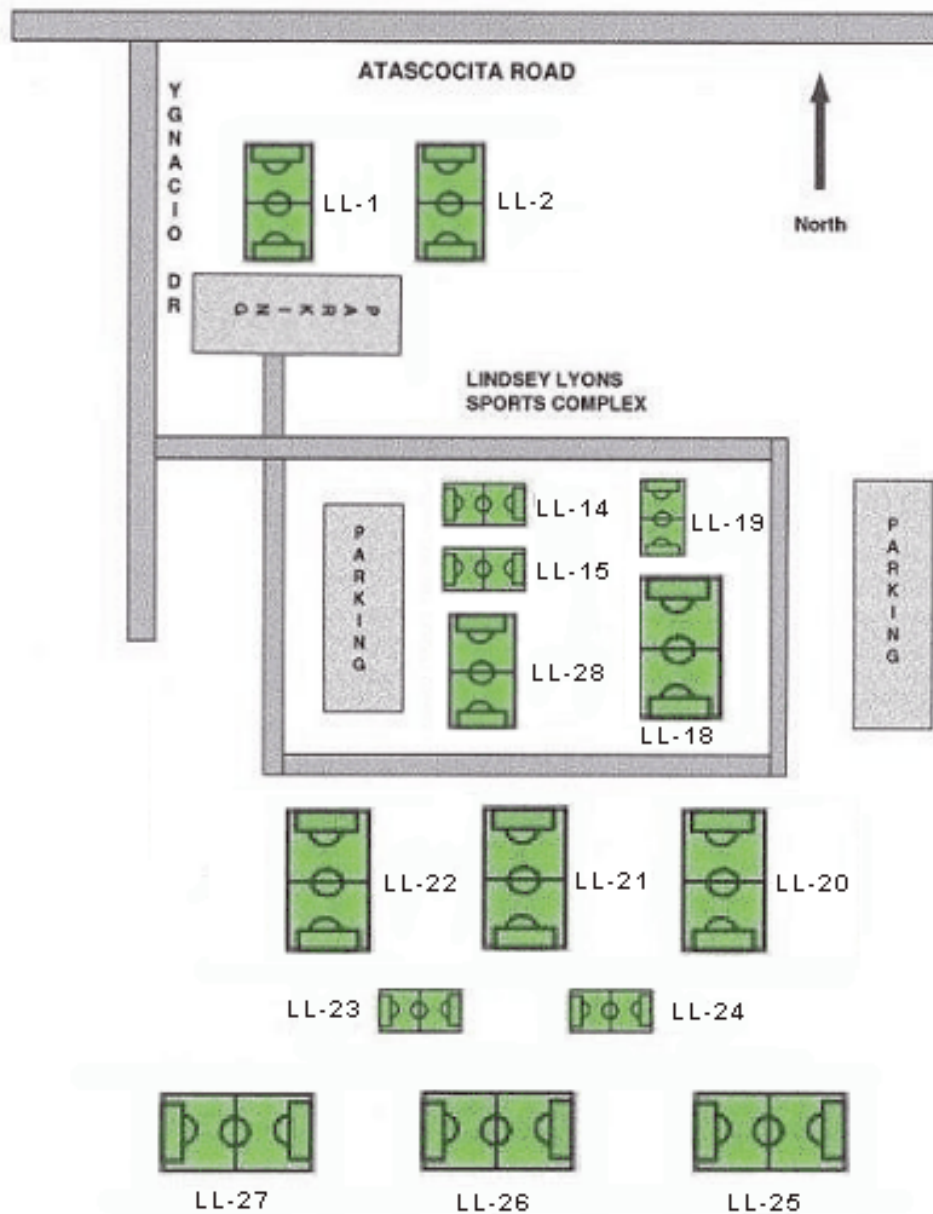 ATASCOCITA ROAD
YGNACIO DR
North
LL-1
LL-2
PARKING
LINDSEY LYONS
SPORTS COMPLEX
LL-14
LL-19
LL-15
PARKING
PARKING
LL-28
LL-18
LL-22
LL-21
LL-20
LL-23
LL-24
LL-27
LL-26
LL-25